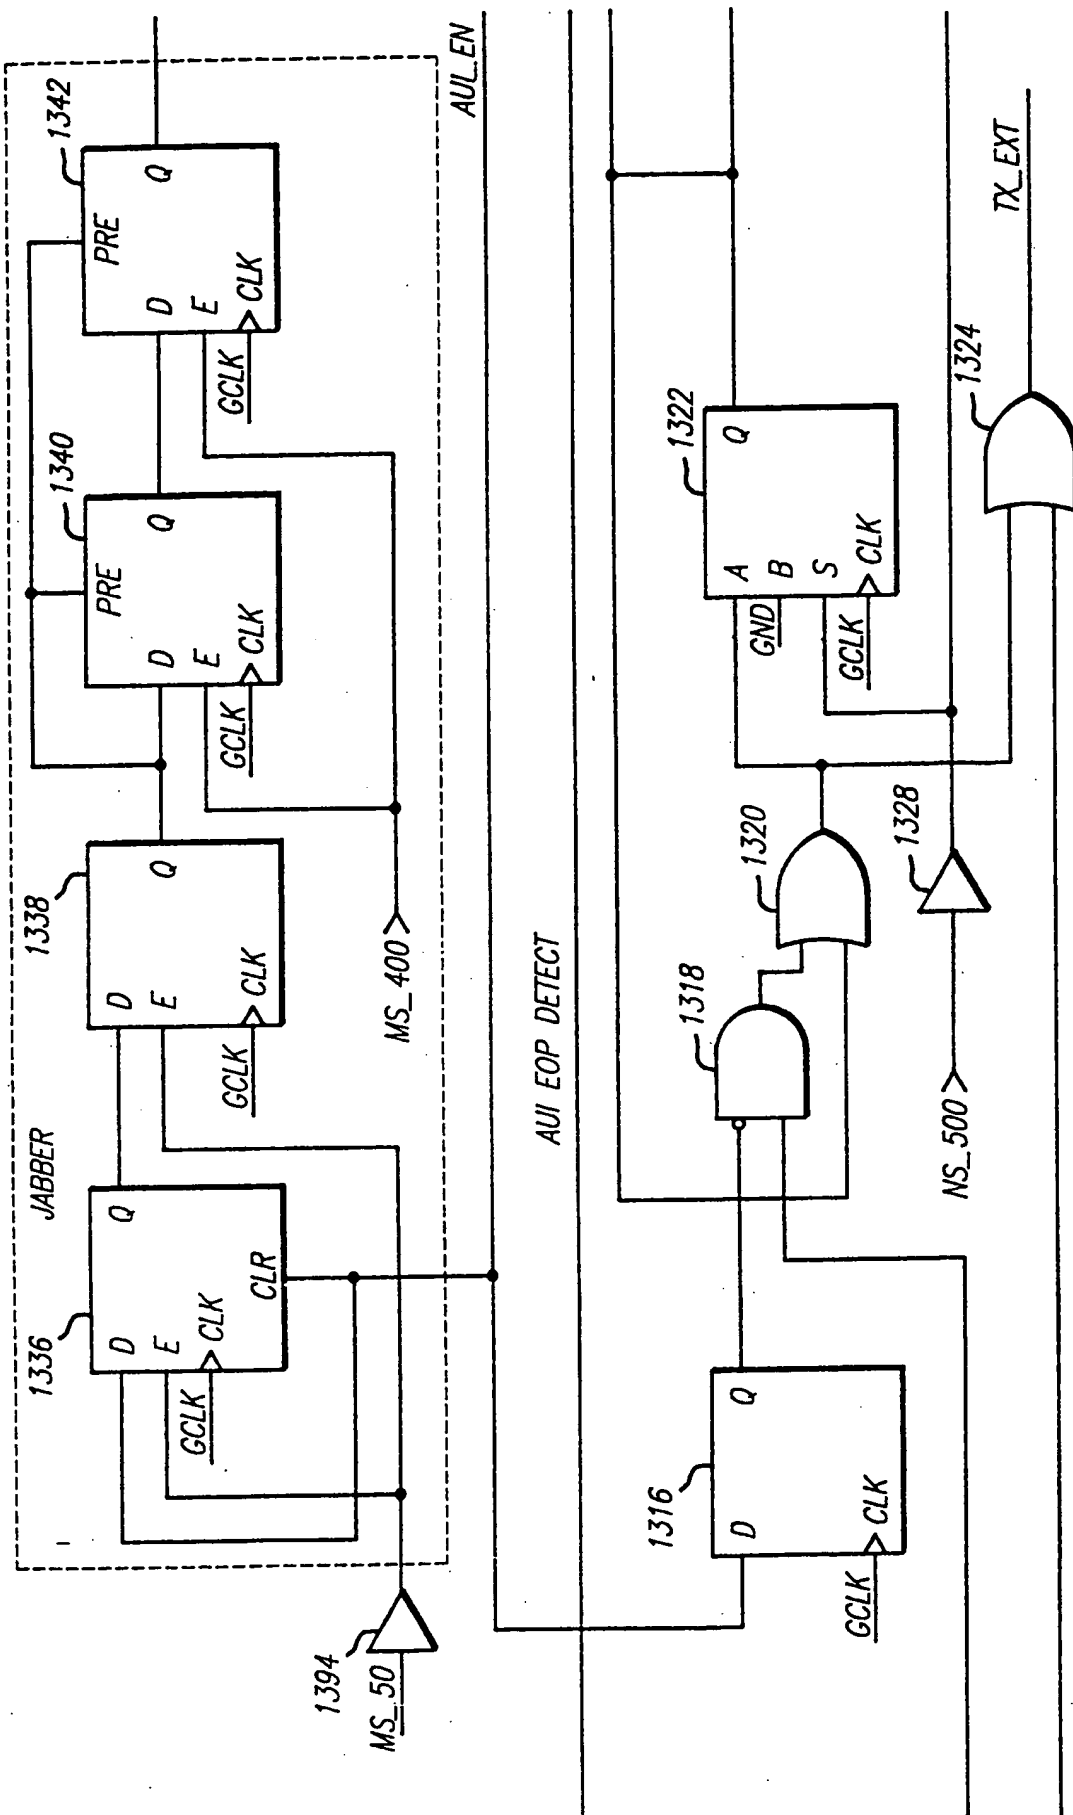 JABBER
1336
D
E
GCLK
CLK
Q
CLR
1338
D
E
GCLK
CLK
Q
1340
PRE
D
E
GCLK
CLK
Q
1342
PRE
D
E
GCLK
CLK
Q
1394
MS_50
MS_400
AUI_EN
AUI EOP DETECT
1316
D
GCLK
CLK
Q
1318
1320
1322
A
B
S
GND
GCLK
CLK
Q
NS_500
1328
1324
TX_EXT